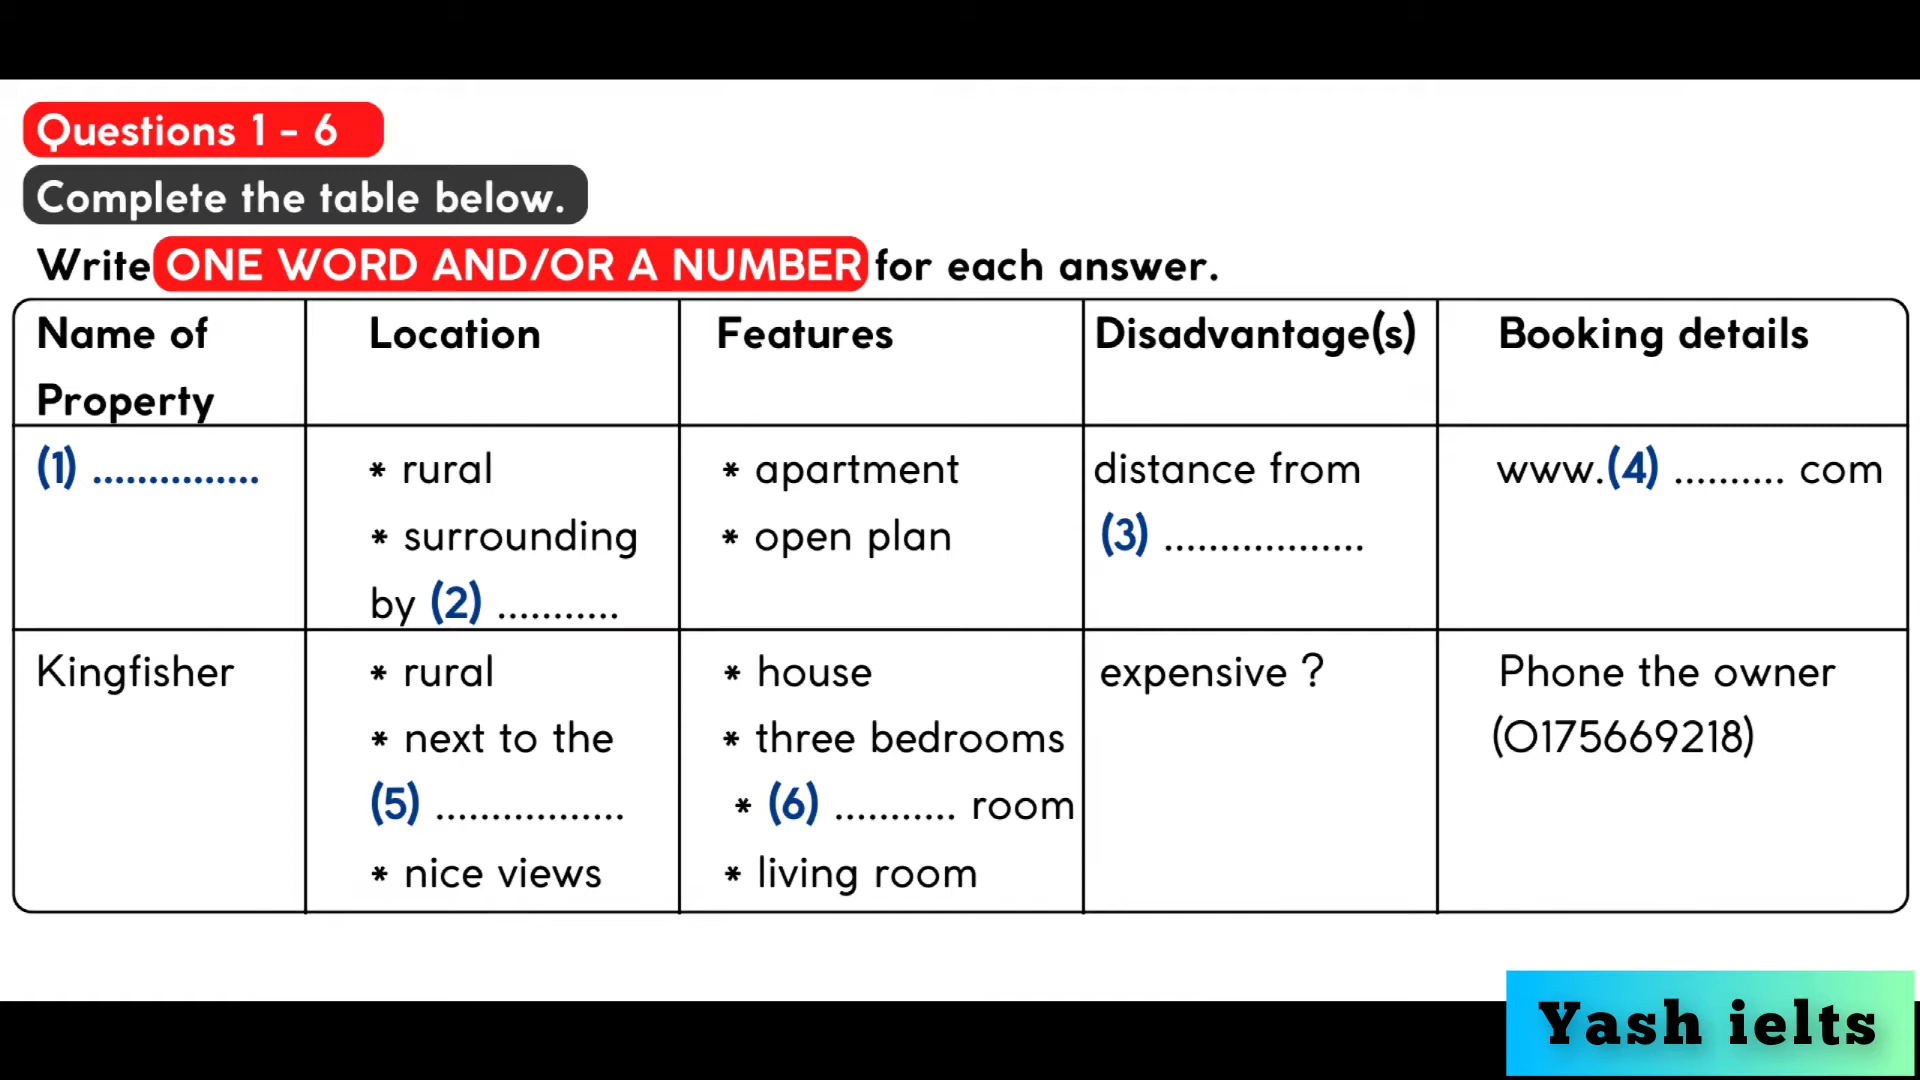 Questions 1 - 6
Complete the table below.
Write ONE WORD AND/OR A NUMBER for each answer.
Name of Property
Location
Features
Disadvantage(s)
Booking details
(1) ...............
* rural
* surrounding
by (2) ...........
* apartment
* open plan
distance from
(3) ..................
www.(4) .......... com
Kingfisher
* rural
* next to the
(5) .................
* nice views
* house
* three bedrooms
* (6) ........... room
* living room
expensive ?
Phone the owner
(O175669218)
Yash ielts